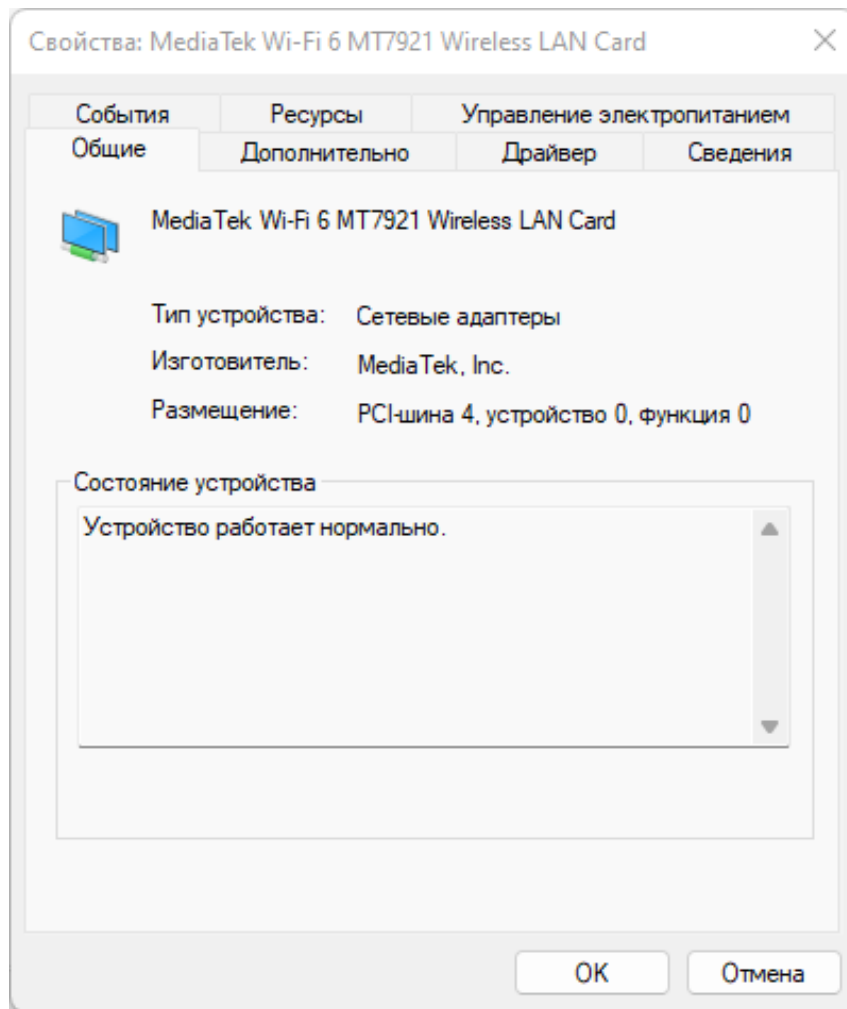 Свойства: MediaTek Wi-Fi 6 MT7921 Wireless LAN Card
События Ресурсы Управление электропитанием
Общие Дополнительно Драйвер Сведения
MediaTek Wi-Fi 6 MT7921 Wireless LAN Card
Тип устройства: Сетевые адаптеры
Изготовитель: MediaTek, Inc.
Размещение: PCI-шина 4, устройство 0, функция 0
Состояние устройства
Устройство работает нормально.
OK Отмена